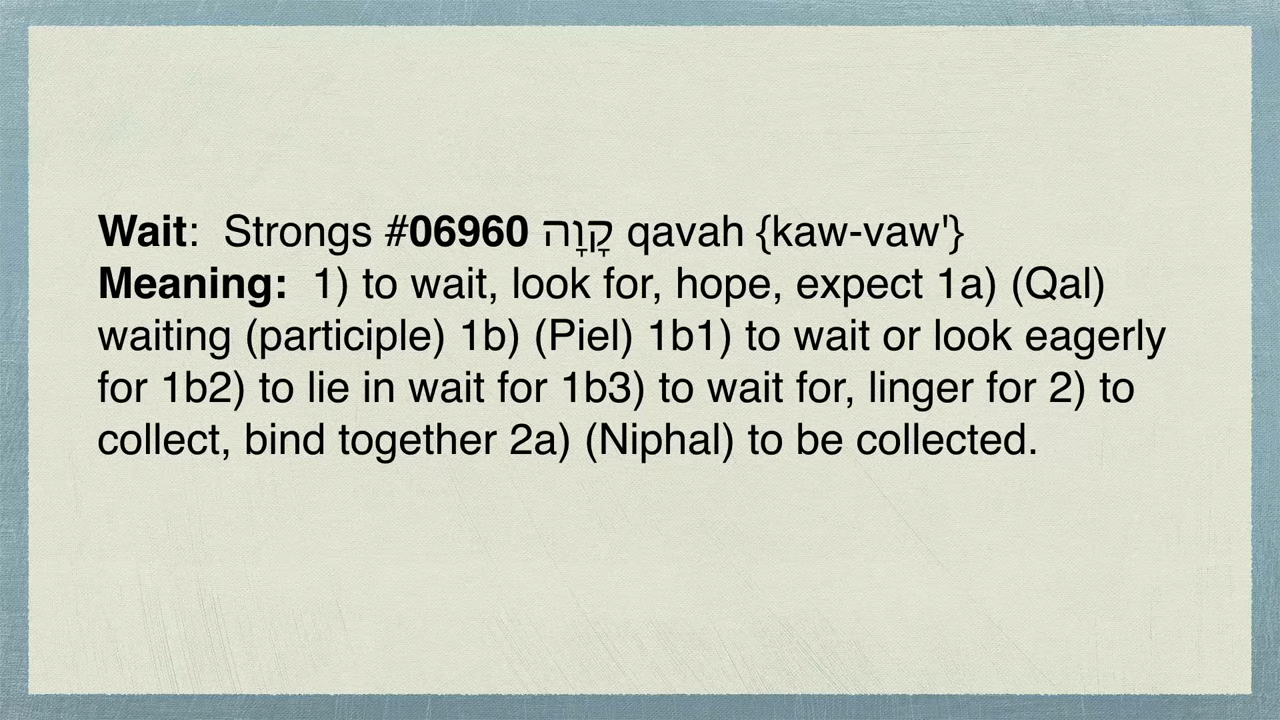 Wait:  Strongs #06960 קָוָה qavah {kaw-vaw'}
Meaning:  1) to wait, look for, hope, expect 1a) (Qal)
waiting (participle) 1b) (Piel) 1b1) to wait or look eagerly
for 1b2) to lie in wait for 1b3) to wait for, linger for 2) to
collect, bind together 2a) (Niphal) to be collected.